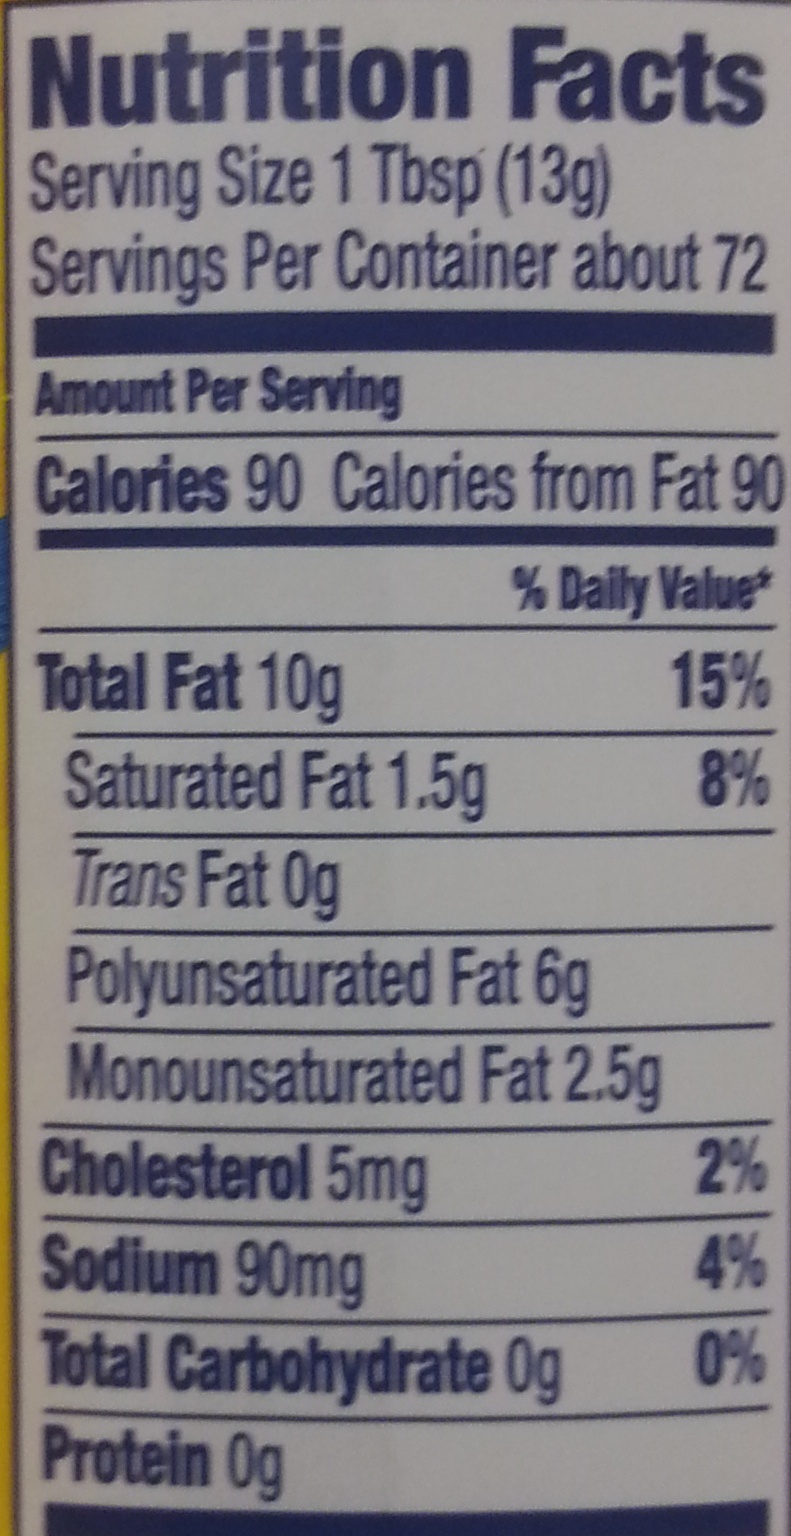 Nutrition Facts
Serving Size 1 Tbsp (13g)
Servings Per Container about 72
Amount Per Serving
Calories 90 Calories from Fat 90
% Daily Value*
Total Fat 10g 15%
Saturated Fat 1.5g 8%
Trans Fat 0g
Polyunsaturated Fat 6g
Monounsaturated Fat 2.5g
Cholesterol 5mg 2%
Sodium 90mg 4%
Total Carbohydrate 0g 0%
Protein 0g